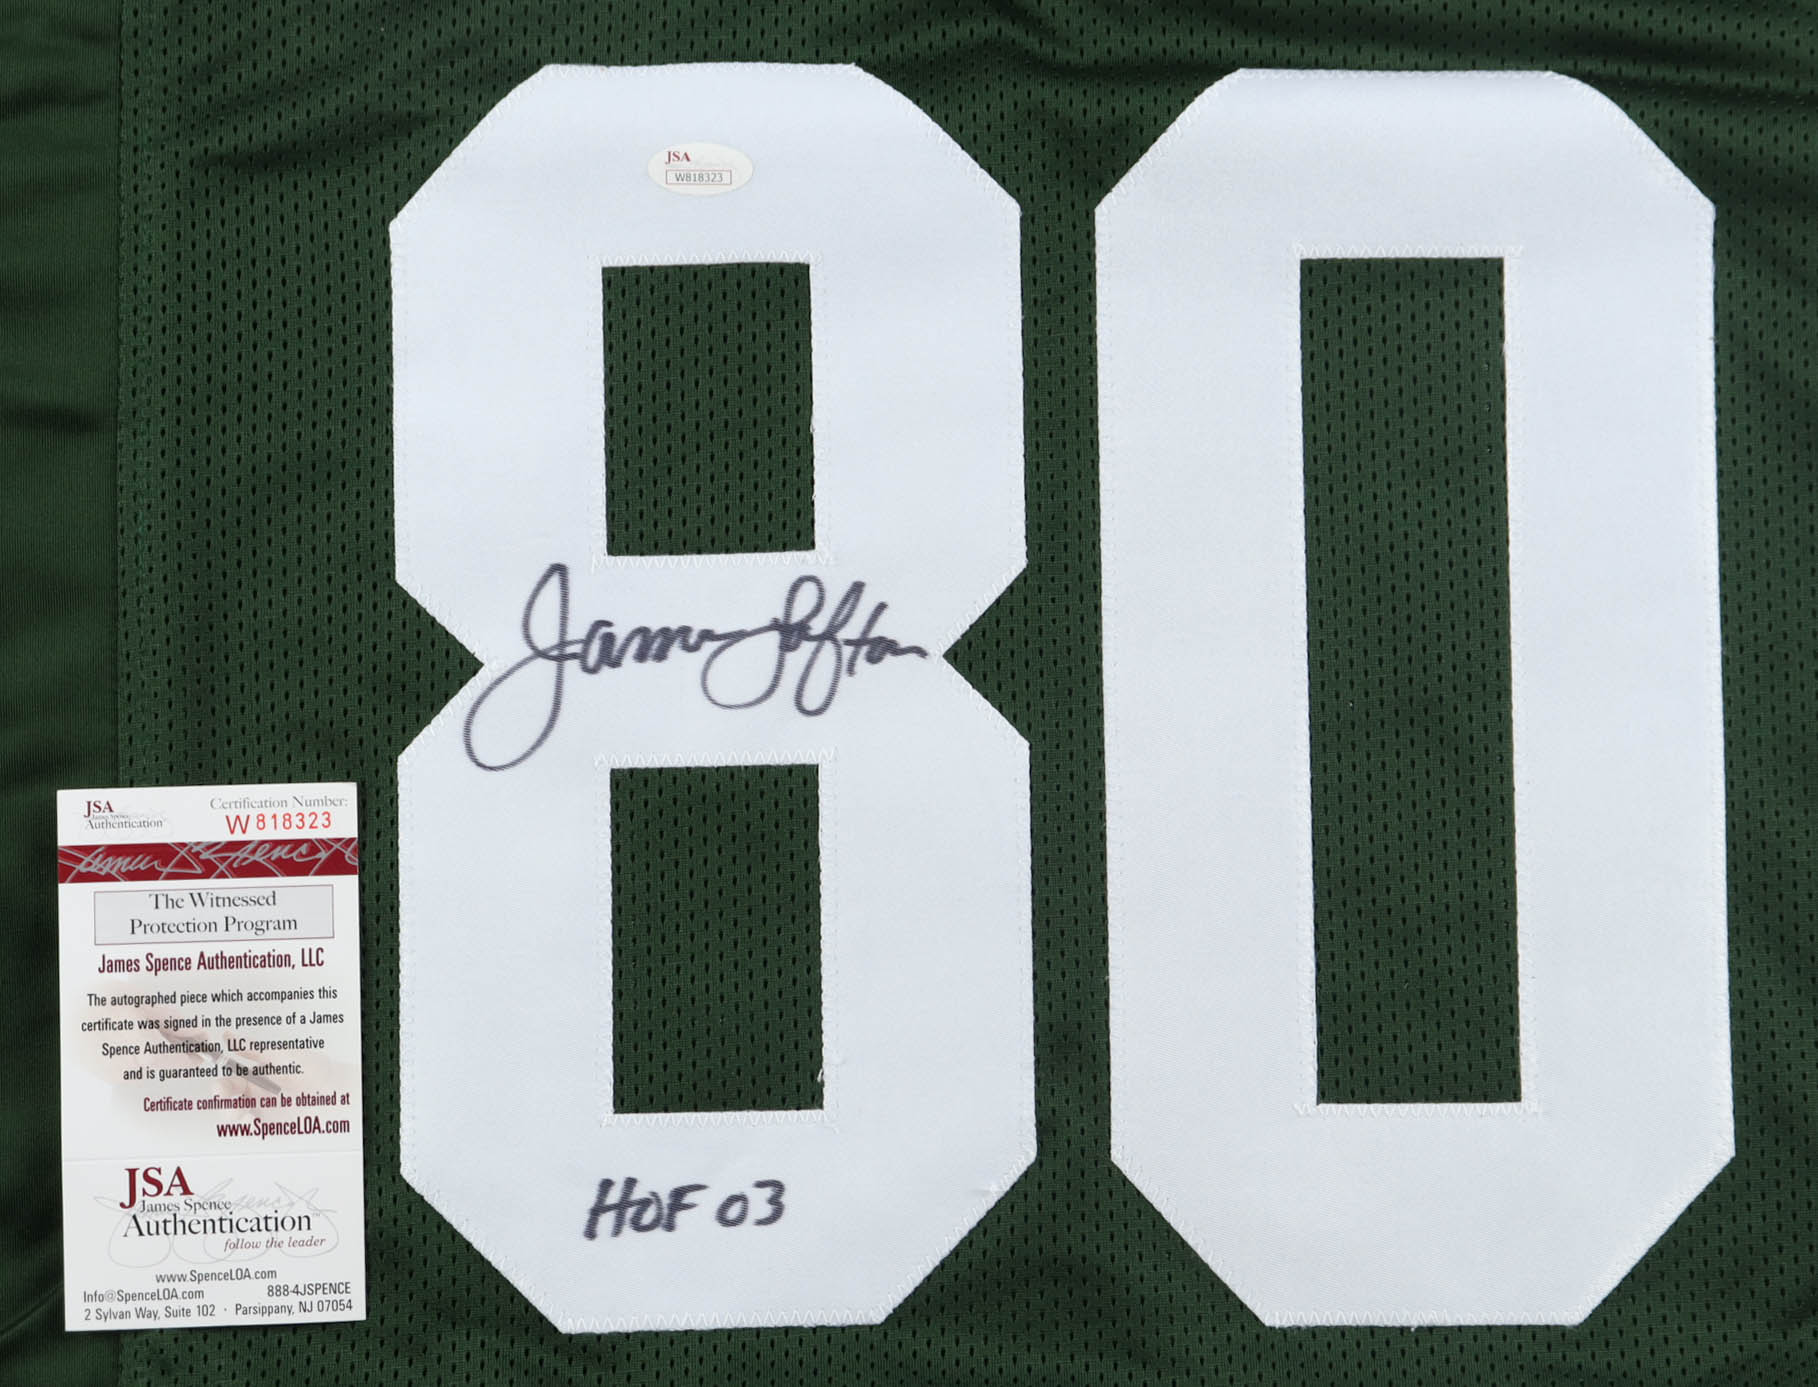 80
JSA
W818323
James Lofton
HOF 03
JSA
James Spence
Authentication
Certification Number:
W 818323
The Witnessed
Protection Program
James Spence Authentication, LLC
The autographed piece which accompanies this
certificate was signed in the presence of a James
Spence Authentication, LLC representative
and is guaranteed to be authentic.
Certificate confirmation can be obtained at
www.SpenceLOA.com
JSA
James Spence
Authentication
follow the leader
www.SpenceLOA.com
Info@SpenceLOA.com 888-4JSPENCE
2 Sylvan Way, Suite 102 · Parsippany, NJ 07054